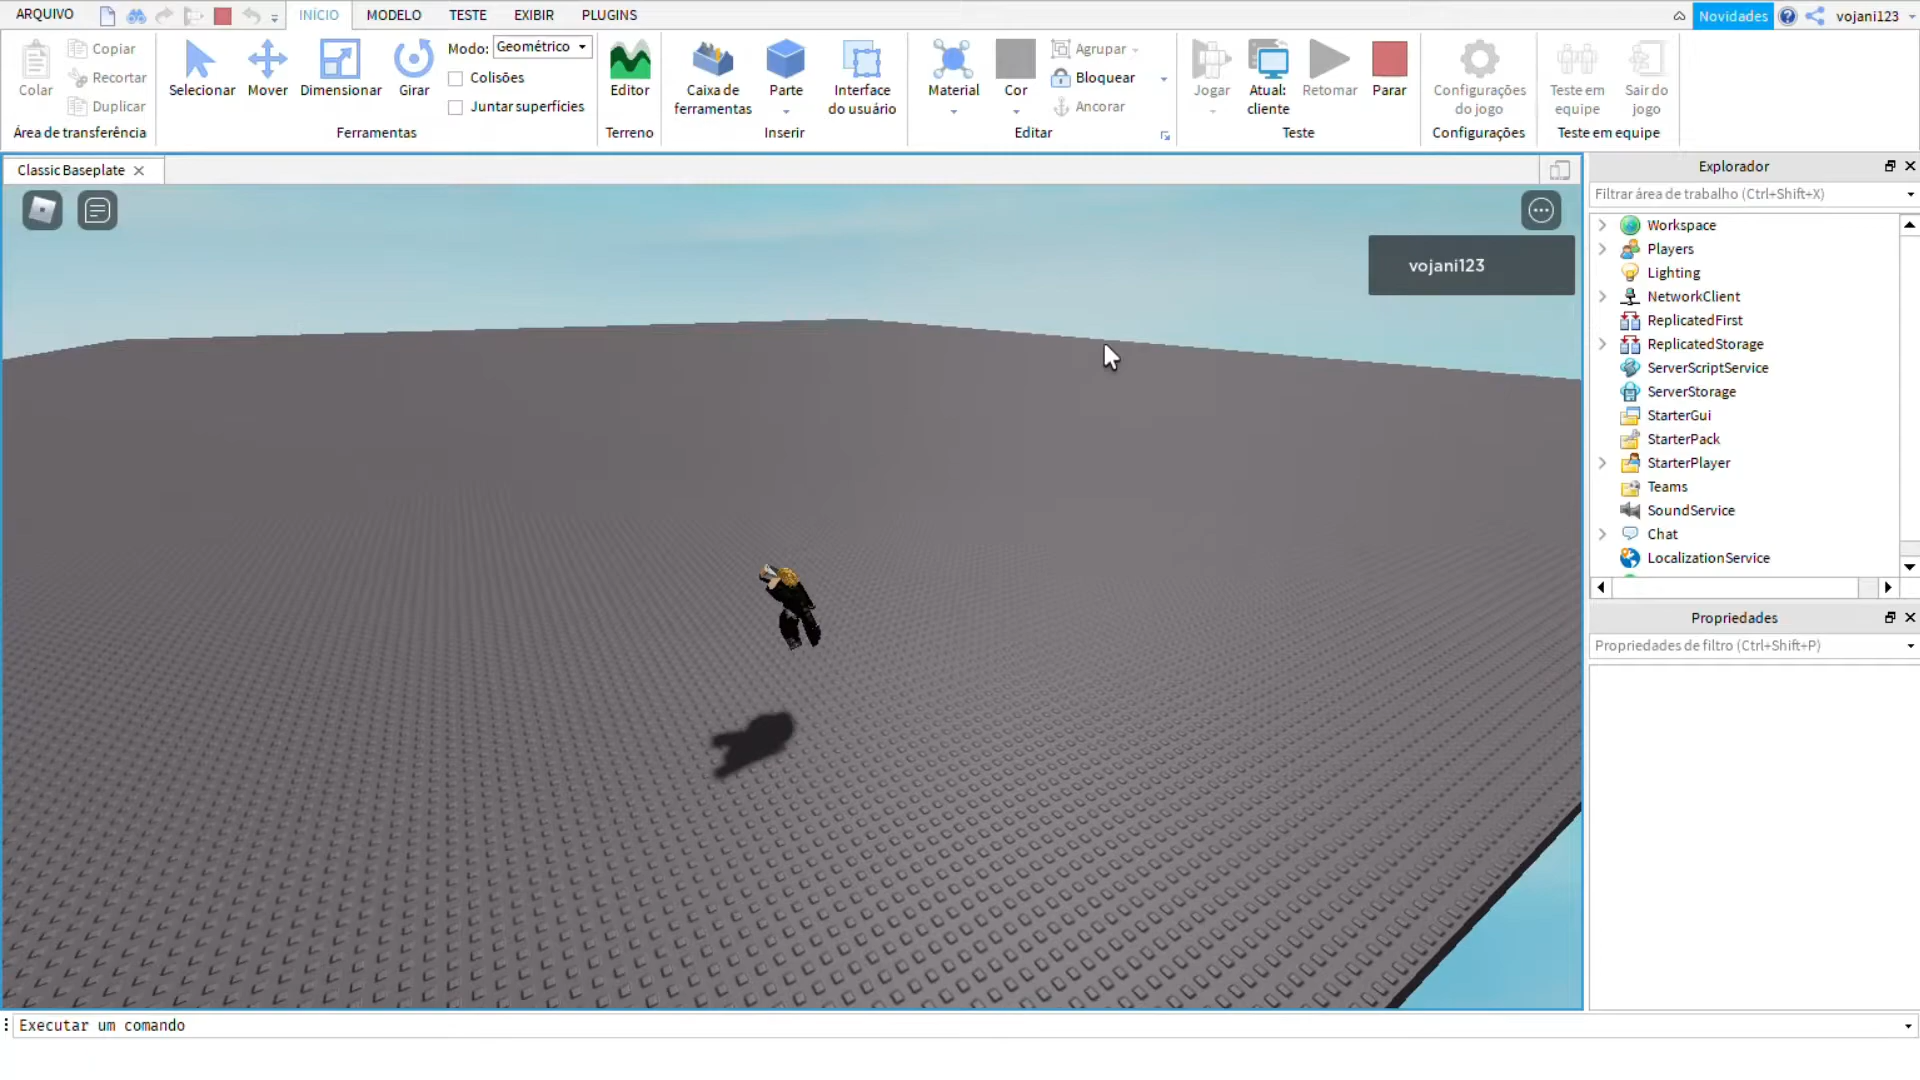 ARQUIVO
INÍCIO
MODELO
TESTE
EXIBIR
PLUGINS
Novidades
vojani123
Colar
Copiar
Recortar
Duplicar
Área de transferência
Selecionar
Mover
Dimensionar
Girar
Modo: Geométrico
Colisões
Juntar superfícies
Ferramentas
Editor
Terreno
Caixa de
ferramentas
Parte
Interface
do usuário
Inserir
Material
Cor
Agrupar
Bloquear
Ancorar
Editar
Jogar
Atual:
cliente
Retomar
Parar
Teste
Configurações
do jogo
Configurações
Teste em
equipe
Sair do
jogo
Teste em equipe
Classic Baseplate
vojani123
Explorador
Filtrar área de trabalho (Ctrl+Shift+X)
Workspace
Players
Lighting
NetworkClient
ReplicatedFirst
ReplicatedStorage
ServerScriptService
ServerStorage
StarterGui
StarterPack
StarterPlayer
Teams
SoundService
Chat
LocalizationService
Propriedades
Propriedades de filtro (Ctrl+Shift+P)
Executar um comando